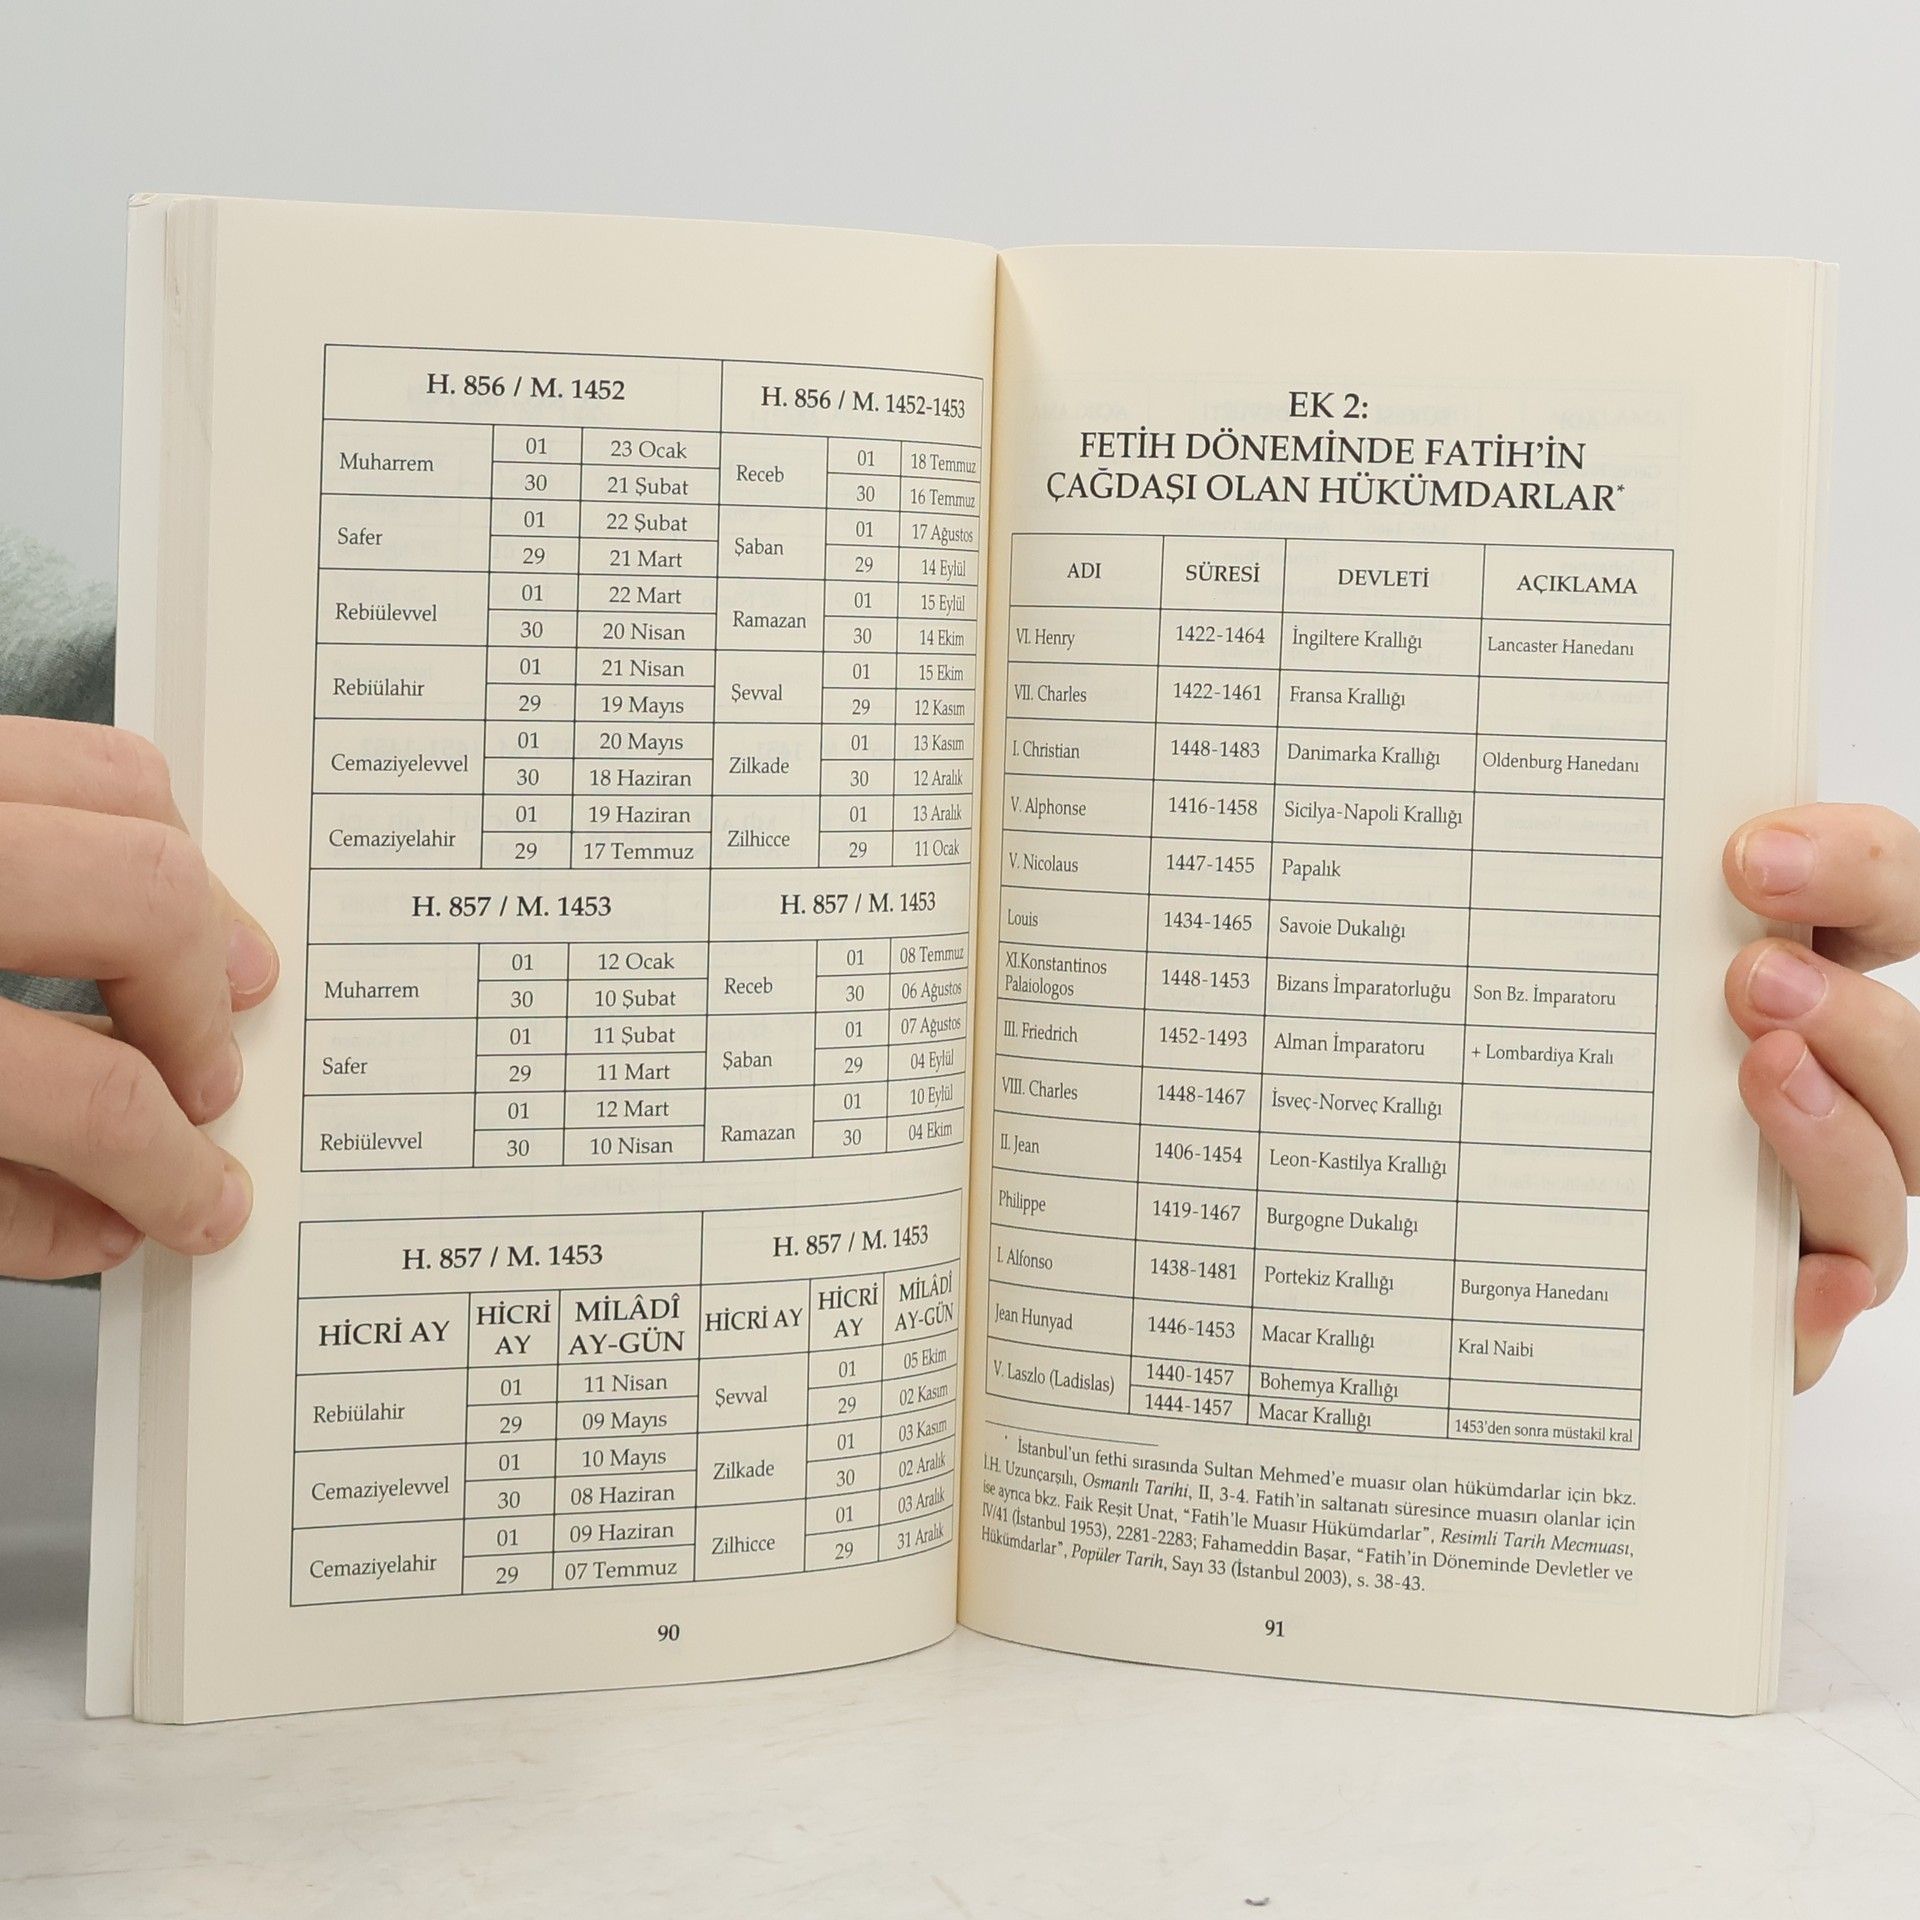 H. 856 / M. 1452 H. 856 / M. 1452-1453
Muharrem 01 23 Ocak Receb 01 18 Temmuz
30 21 Şubat 30 16 Temmuz
Safer 01 22 Şubat Şaban 01 17 Ağustos
29 21 Mart 29 14 Eylül
Rebiülevvel 01 22 Mart Ramazan 01 15 Eylül
30 20 Nisan 30 14 Ekim
Rebiülahir 01 21 Nisan Şevval 01 15 Ekim
29 19 Mayıs 29 12 Kasım
Cemaziyelevvel 01 20 Mayıs Zilkade 01 13 Kasım
30 18 Haziran 30 12 Aralık
Cemaziyelahir 01 19 Haziran Zilhicce 01 13 Aralık
29 17 Temmuz 29 11 Ocak
H. 857 / M. 1453 H. 857 / M. 1453
Muharrem 01 12 Ocak Receb 01 08 Temmuz
30 10 Şubat 30 06 Ağustos
Safer 01 11 Şubat Şaban 01 07 Ağustos
29 11 Mart 29 04 Eylül
Rebiülevvel 01 12 Mart Ramazan 01 10 Eylül
30 10 Nisan 30 04 Ekim
H. 857 / M. 1453 H. 857 / M. 1453
HİCRİ AY HİCRİ AY MİLÂDÎ AY-GÜN HİCRİ AY HİCRİ AY MİLÂDÎ AY-GÜN
Rebiülahir 01 11 Nisan Şevval 01 05 Ekim
29 09 Mayıs 29 02 Kasım
Cemaziyelevvel 01 10 Mayıs Zilkade 01 03 Kasım
30 08 Haziran 30 02 Aralık
Cemaziyelahir 01 09 Haziran Zilhicce 01 03 Aralık
29 07 Temmuz 29 31 Aralık
90
EK 2:
FETİH DÖNEMİNDE FATİH'İN
ÇAĞDAŞI OLAN HÜKÜMDARLAR*
ADI SÜRESİ DEVLETİ AÇIKLAMA
VI. Henry 1422-1464 İngiltere Krallığı Lancaster Hanedanı
VII. Charles 1422-1461 Fransa Krallığı
I. Christian 1448-1483 Danimarka Krallığı Oldenburg Hanedanı
V. Alphonse 1416-1458 Sicilya-Napoli Krallığı
V. Nicolaus 1447-1455 Papalık
Louis 1434-1465 Savoie Dukalığı
XI.Konstantinos Palaiologos 1448-1453 Bizans İmparatorluğu Son Bz. İmparatoru
III. Friedrich 1452-1493 Alman İmparatoru + Lombardiya Kralı
VIII. Charles 1448-1467 İsveç-Norveç Krallığı
II. Jean 1406-1454 Leon-Kastilya Krallığı
Philippe 1419-1467 Burgogne Dukalığı
I. Alfonso 1438-1481 Portekiz Krallığı Burgonya Hanedanı
Jean Hunyad 1446-1453 Macar Krallığı Kral Naibi
V. Laszlo (Ladislas) 1440-1457 Bohemya Krallığı
1444-1457 Macar Krallığı 1453'den sonra müstakil kral
* İstanbul'un fethi sırasında Sultan Mehmed'e muasır olan hükümdarlar için bkz.
İ.H. Uzunçarşılı, Osmanlı Tarihi, II, 3-4. Fatih'in saltanatı süresince muasırı olanlar için
ise ayrıca bkz. Faik Reşit Unat, "Fatih'le Muasır Hükümdarlar", Resimli Tarih Mecmuası,
IV/41 (İstanbul 1953), 2281-2283; Fahameddin Başar, "Fatih'in Döneminde Devletler ve
Hükümdarlar", Popüler Tarih, Sayı 33 (İstanbul 2003), s. 38-43.
91